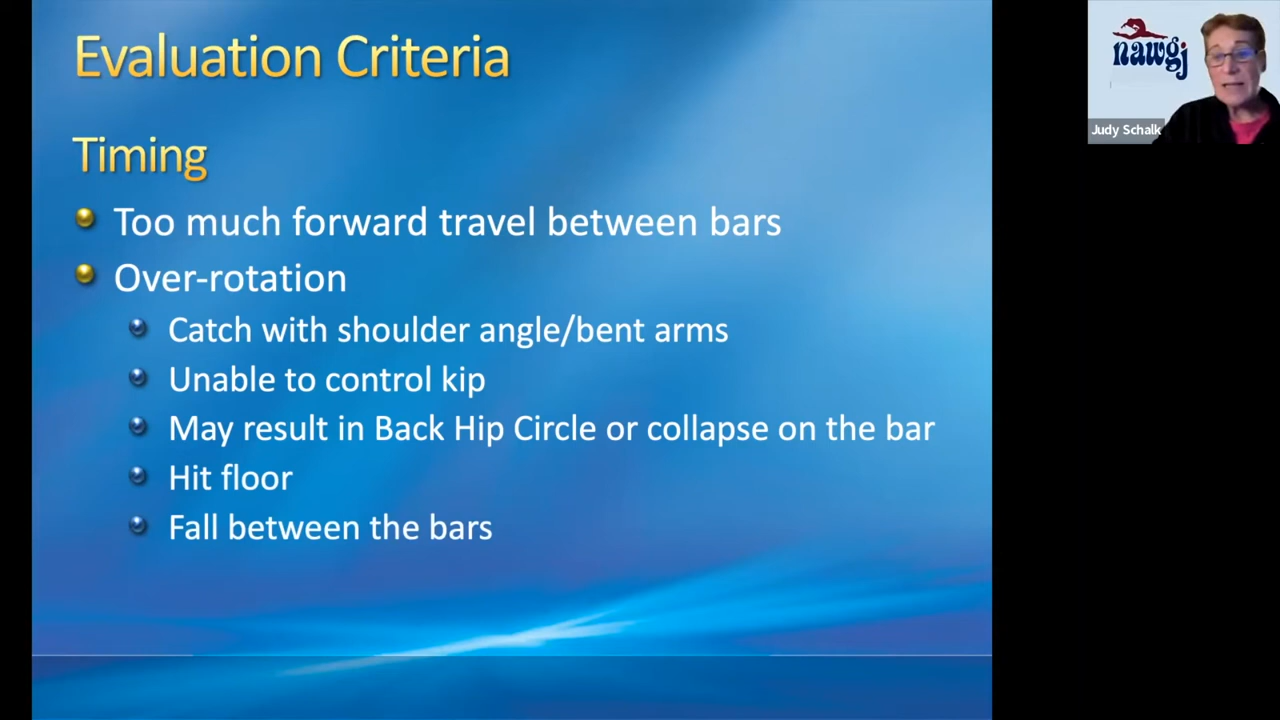 Evaluation Criteria
Timing
Too much forward travel between bars
Over-rotation
Catch with shoulder angle/bent arms
Unable to control kip
May result in Back Hip Circle or collapse on the bar
Hit floor
Fall between the bars
nawgj
Judy Schalk